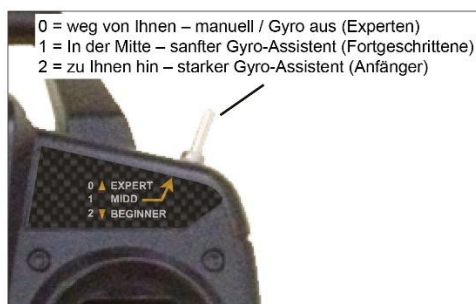 0 = weg von Ihnen – manuell / Gyro aus (Experten)
1 = In der Mitte – sanfter Gyro-Assistent (Fortgeschrittene)
2 = zu Ihnen hin – starker Gyro-Assistent (Anfänger)
0 ▲ EXPERT
1 MIDD
2 ▼ BEGINNER